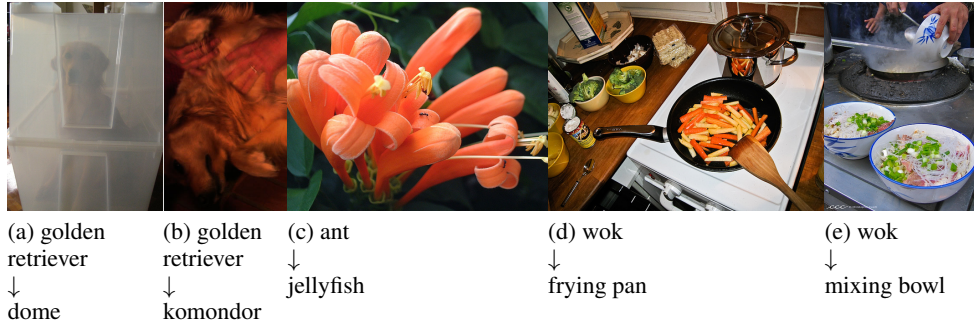 (a) golden
retriever
↓
dome
(b) golden
retriever
↓
komondor
(c) ant
↓
jellyfish
(d) wok
↓
frying pan
(e) wok
↓
mixing bowl